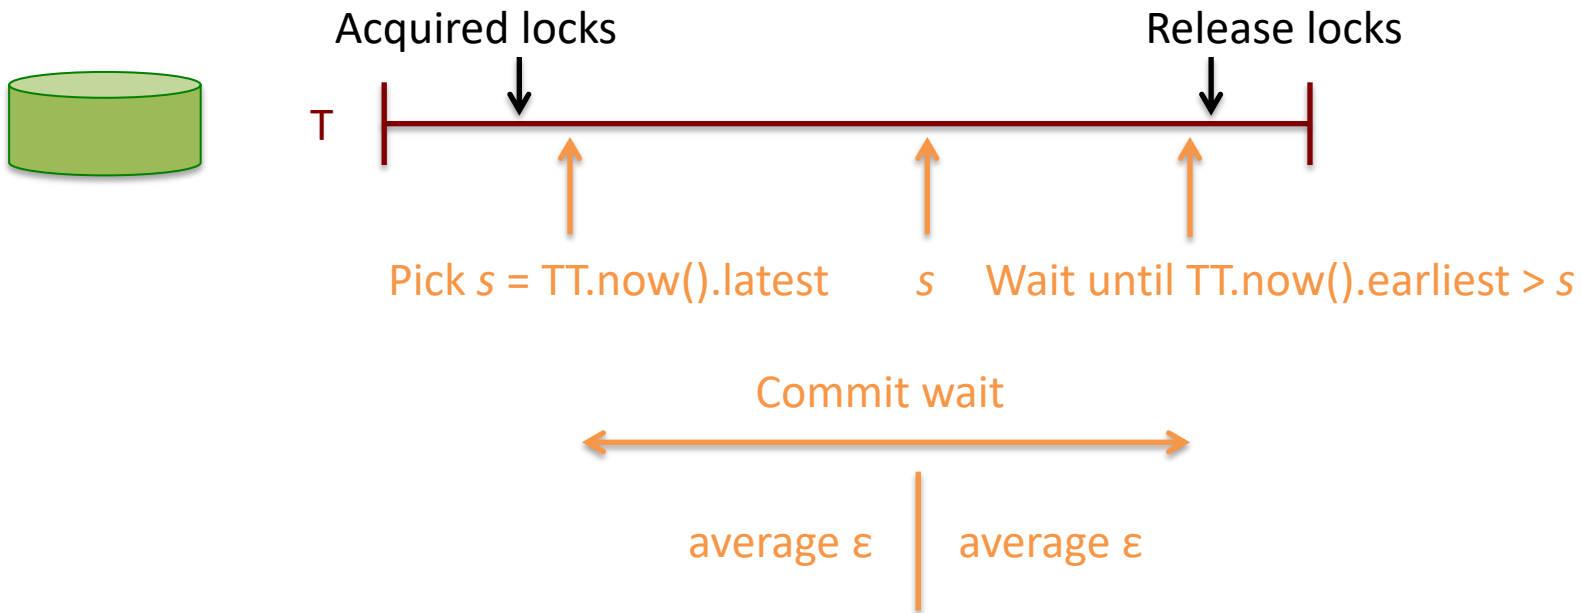 Acquired locks
Release locks
T
Pick s = TT.now().latest
s
Wait until TT.now().earliest > s
Commit wait
average ε
average ε